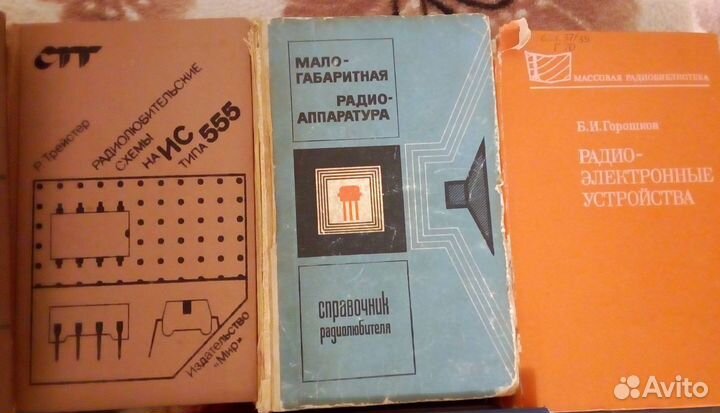 СТТ
Р. Трейстер
РАДИОЛЮБИТЕЛЬСКИЕ
СХЕМЫ
НА ИС
ТИПА 555
Издательство
"Мир"
МАЛО-
ГАБАРИТНАЯ
РАДИО-
АППАРАТУРА
справочник
радиолюбителя
МАССОВАЯ РАДИОБИБЛИОТЕКА
Б.И.Горошков
РАДИО-
ЭЛЕКТРОННЫЕ
УСТРОЙСТВА
Avito